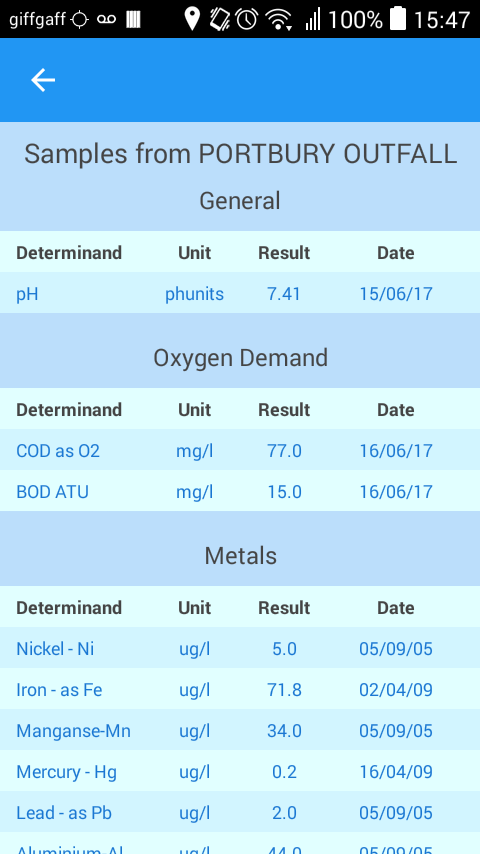 giffgaff 100% 15:47
Samples from PORTBURY OUTFALL
General
Determinand Unit Result Date
pH phunits 7.41 15/06/17
Oxygen Demand
Determinand Unit Result Date
COD as O2 mg/l 77.0 16/06/17
BOD ATU mg/l 15.0 16/06/17
Metals
Determinand Unit Result Date
Nickel - Ni ug/l 5.0 05/09/05
Iron - as Fe ug/l 71.8 02/04/09
Manganse-Mn ug/l 34.0 05/09/05
Mercury - Hg ug/l 0.2 16/04/09
Lead - as Pb ug/l 2.0 05/09/05
Aluminium-Al ug/l 44.0 05/09/05